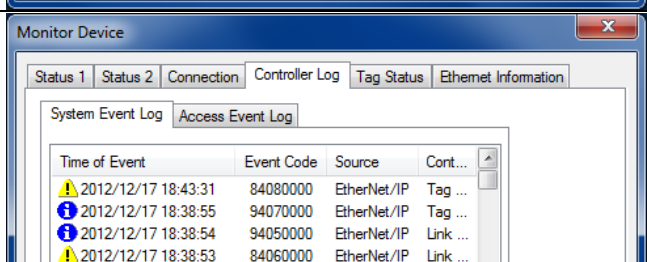 Monitor Device
Status 1 Status 2 Connection Controller Log Tag Status Ethernet Information
System Event Log Access Event Log
Time of Event Event Code Source Cont...
2012/12/17 18:43:31 84080000 EtherNet/IP Tag ...
2012/12/17 18:38:55 94070000 EtherNet/IP Tag ...
2012/12/17 18:38:54 94050000 EtherNet/IP Link ...
2012/12/17 18:38:53 84060000 EtherNet/IP Link ...